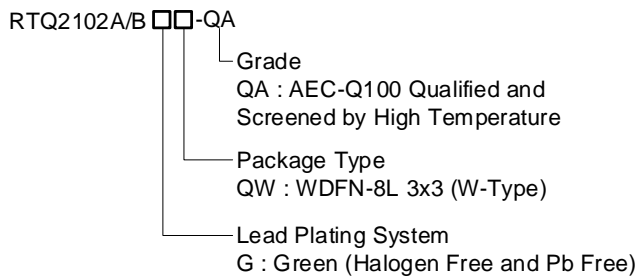 RTQ2102A/B □□-QA
Grade
QA : AEC-Q100 Qualified and
Screened by High Temperature
Package Type
QW : WDFN-8L 3x3 (W-Type)
Lead Plating System
G : Green (Halogen Free and Pb Free)